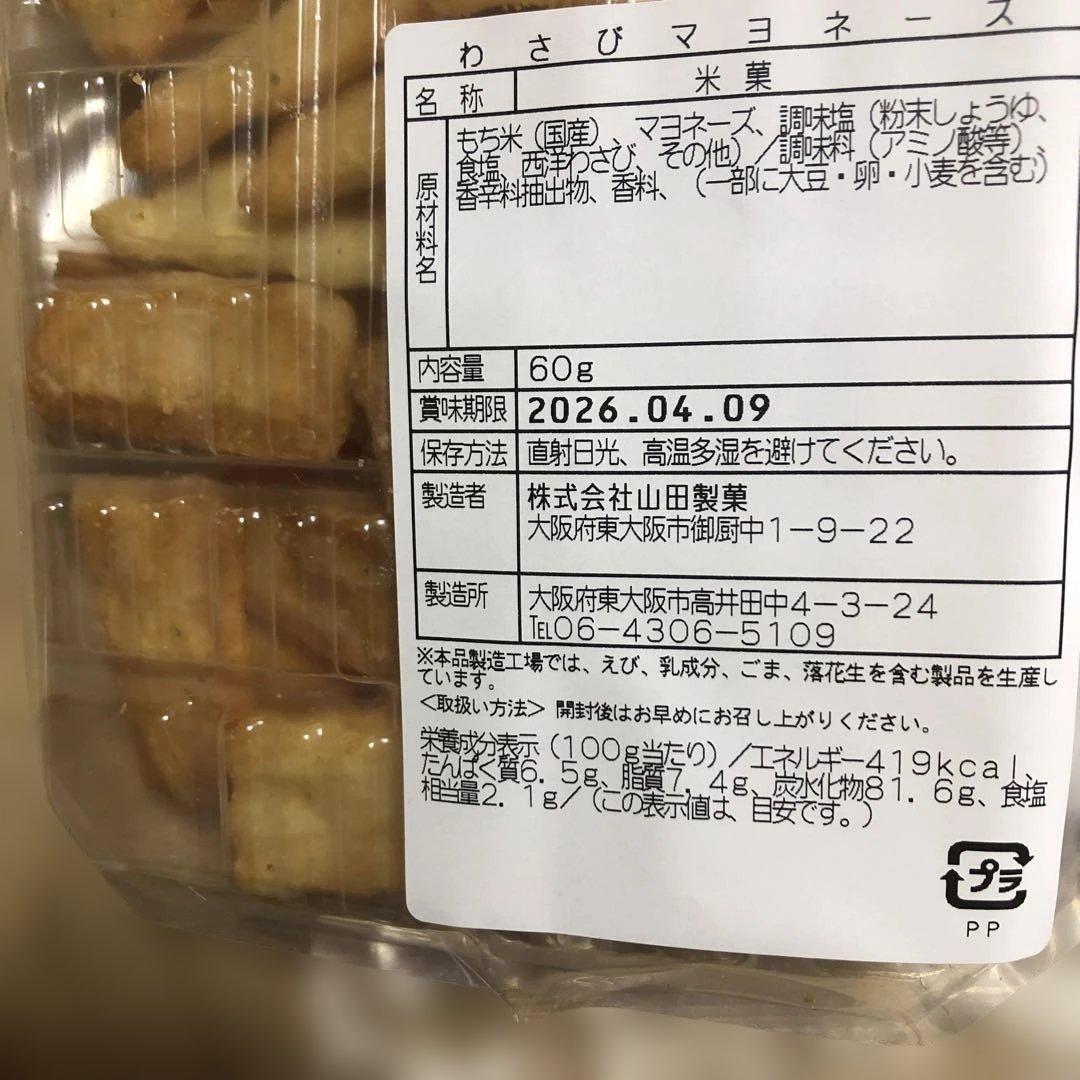 わさびマヨネーズ
名称 米菓
原材料名 もち米（国産）、マヨネーズ、調味塩（粉末しょうゆ、
食塩、西洋わさび、その他）／調味料（アミノ酸等）、
香辛料抽出物、香料、（一部に大豆・卵・小麦を含む）
内容量 60g
賞味期限 2026.04.09
保存方法 直射日光、高温多湿を避けてください。
製造者 株式会社山田製菓
大阪府東大阪市御厨中1－9－22
製造所 大阪府東大阪市高井田中4－3－24
℡06－4306－5109
※本品製造工場では、えび、乳成分、ごま、落花生を含む製品を生産し
ています。
＜取扱い方法＞ 開封後はお早めにお召し上がりください。
栄養成分表示（100g当たり）／エネルギー419kcal、
たんぱく質6．5g、脂質7．4g、炭水化物81．6g、食塩
相当量2．1g／（この表示値は、目安です。）
プラ
PP